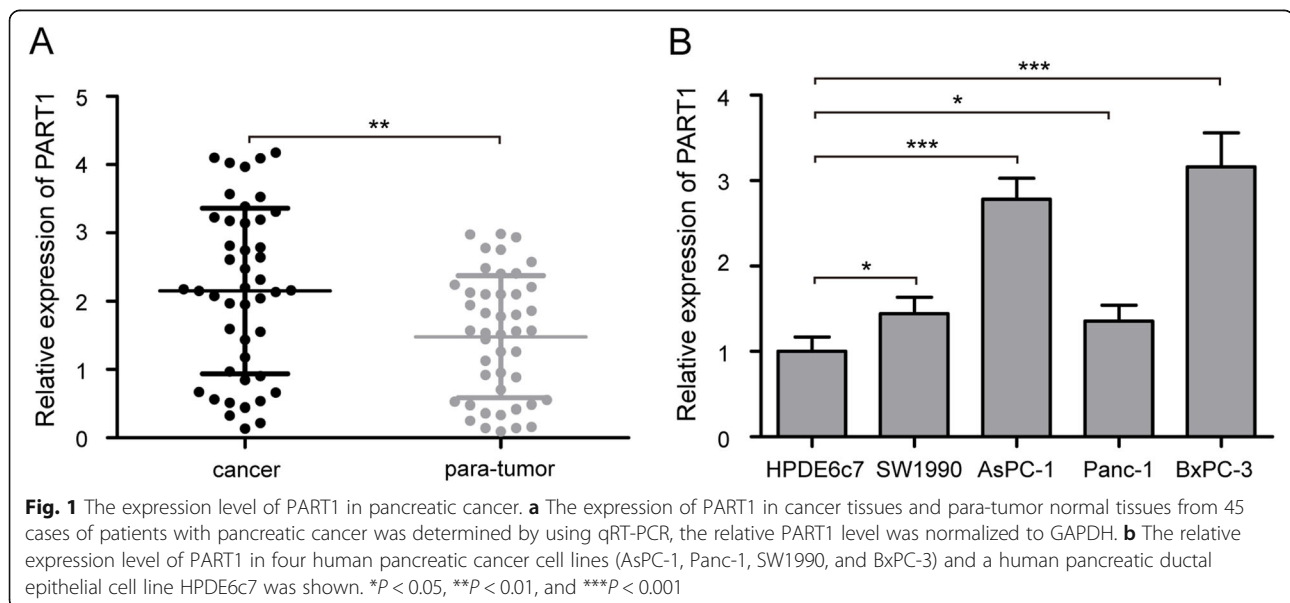 A
Relative expression of PART1
5
4
3
2
1
0
**
cancer
para-tumor
B
Relative expression of PART1
4
3
2
1
0
***
*
***
*
HPDE6c7
SW1990
AsPC-1
Panc-1
BxPC-3
Fig. 1 The expression level of PART1 in pancreatic cancer. a The expression of PART1 in cancer tissues and para-tumor normal tissues from 45
cases of patients with pancreatic cancer was determined by using qRT-PCR, the relative PART1 level was normalized to GAPDH. b The relative
expression level of PART1 in four human pancreatic cancer cell lines (AsPC-1, Panc-1, SW1990, and BxPC-3) and a human pancreatic ductal
epithelial cell line HPDE6c7 was shown. *P < 0.05, **P < 0.01, and ***P < 0.001